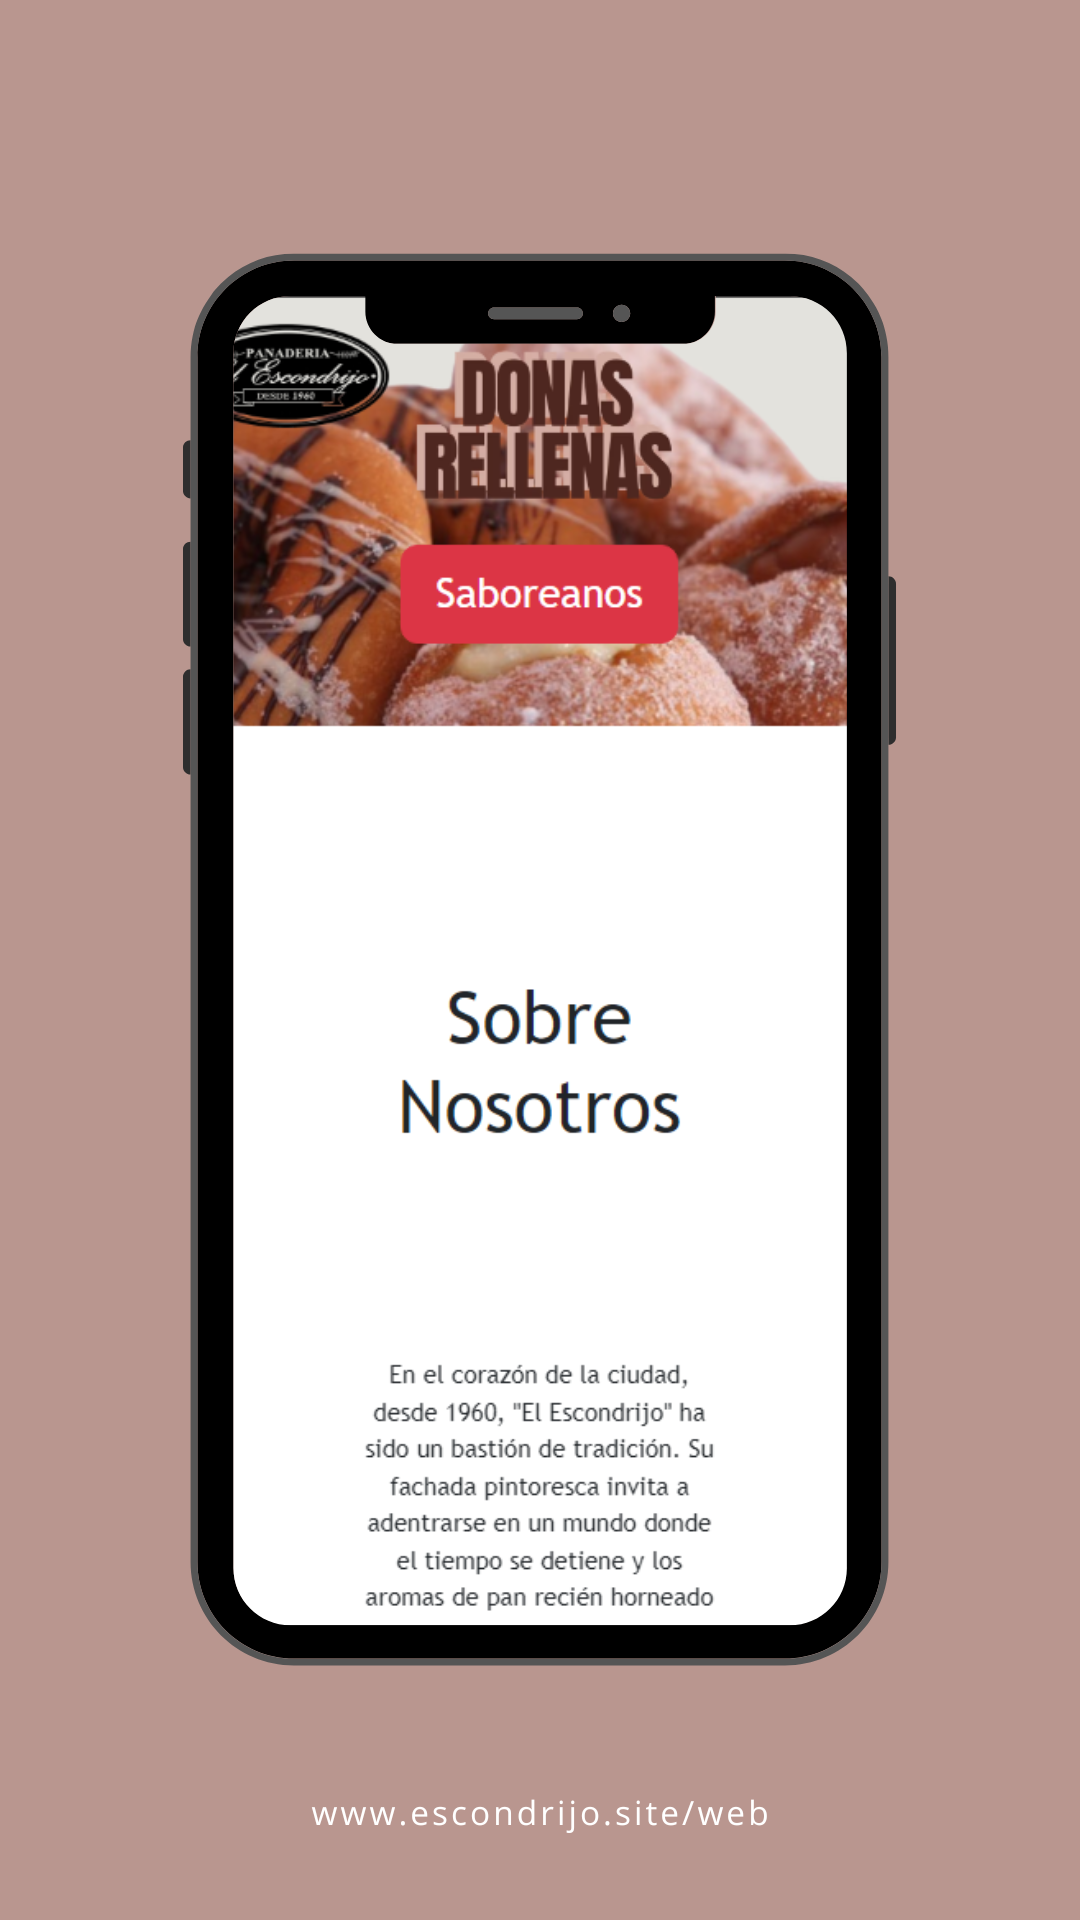 PANADERIA
l Escondrijo
DESDE 1960
DONAS
RELLENAS
Saboreanos
Sobre
Nosotros
En el corazón de la ciudad,
desde 1960, "El Escondrijo" ha
sido un bastión de tradición. Su
fachada pintoresca invita a
adentrarse en un mundo donde
el tiempo se detiene y los
aromas de pan recién horneado
www.escondrijo.site/web